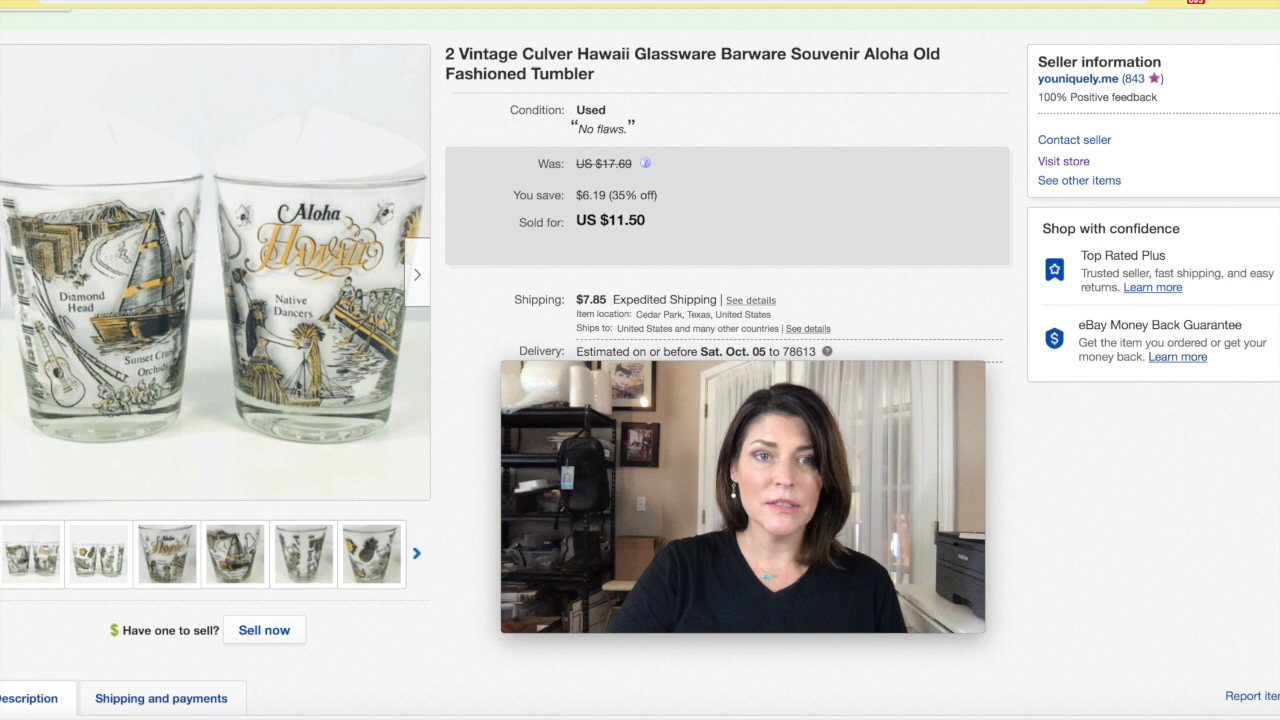 2 Vintage Culver Hawaii Glassware Barware Souvenir Aloha Old
Fashioned Tumbler
Condition: Used
“No flaws.”
Was: US $17.69
You save: $6.19 (35% off)
Sold for: US $11.50
Shipping: $7.85 Expedited Shipping | See details
Item location: Cedar Park, Texas, United States
Ships to: United States and many other countries | See details
Delivery: Estimated on or before Sat. Oct. 05 to 78613
Seller information
youniquely.me (843)
100% Positive feedback
Contact seller
Visit store
See other items
Shop with confidence
Top Rated Plus
Trusted seller, fast shipping, and easy
returns. Learn more
eBay Money Back Guarantee
Get the item you ordered or get your
money back. Learn more
Diamond
Head
Sunset
Aloha
Hawaii
Native
Dancers
Have one to sell? Sell now
Shipping and payments